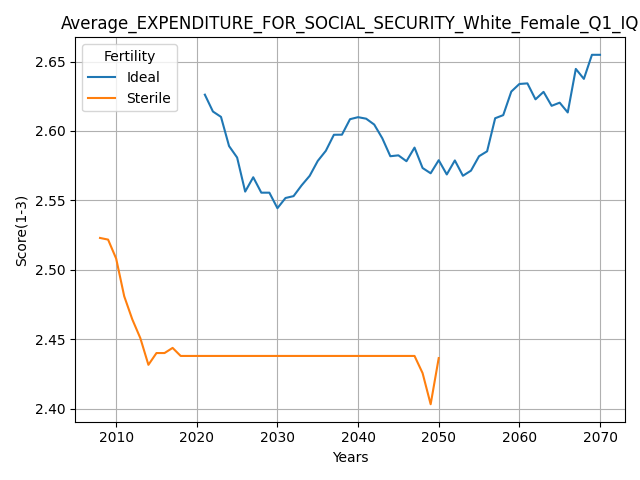 Average_EXPENDITURE_FOR_SOCIAL_SECURITY_White_Female_Q1_IQ
Fertility
Ideal
Sterile
Score(1-3)
2.65
2.60
2.55
2.50
2.45
2.40
2010 2020 2030 2040 2050 2060 2070
Years